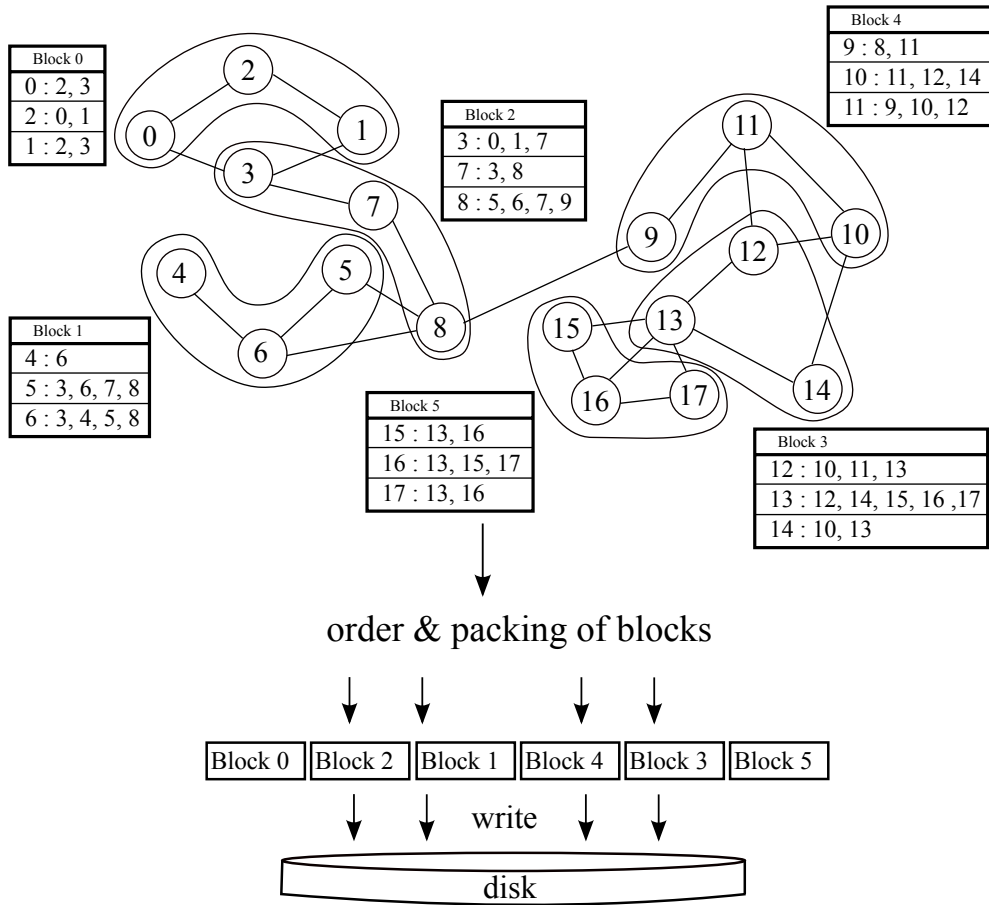 Block 0
0 : 2, 3
2 : 0, 1
1 : 2, 3
2
0
1
3
7
Block 2
3 : 0, 1, 7
7 : 3, 8
8 : 5, 6, 7, 9
Block 4
9 : 8, 11
10 : 11, 12, 14
11 : 9, 10, 12
11
9
12
10
4
5
6
8
15
13
16
17
14
Block 1
4 : 6
5 : 3, 6, 7, 8
6 : 3, 4, 5, 8
Block 5
15 : 13, 16
16 : 13, 15, 17
17 : 13, 16
Block 3
12 : 10, 11, 13
13 : 12, 14, 15, 16 ,17
14 : 10, 13
order & packing of blocks
Block 0 Block 2 Block 1 Block 4 Block 3 Block 5
write
disk